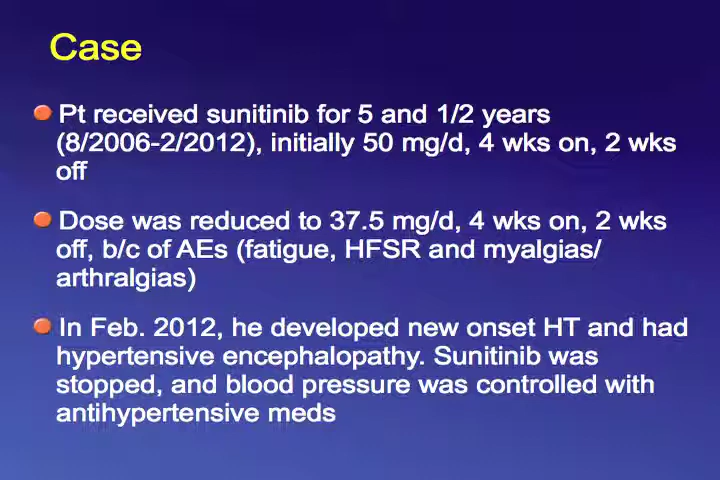 Case
Pt received sunitinib for 5 and 1/2 years
(8/2006-2/2012), initially 50 mg/d, 4 wks on, 2 wks
off
Dose was reduced to 37.5 mg/d, 4 wks on, 2 wks
off, b/c of AEs (fatigue, HFSR and myalgias/
arthralgias)
In Feb. 2012, he developed new onset HT and had
hypertensive encephalopathy. Sunitinib was
stopped, and blood pressure was controlled with
antihypertensive meds